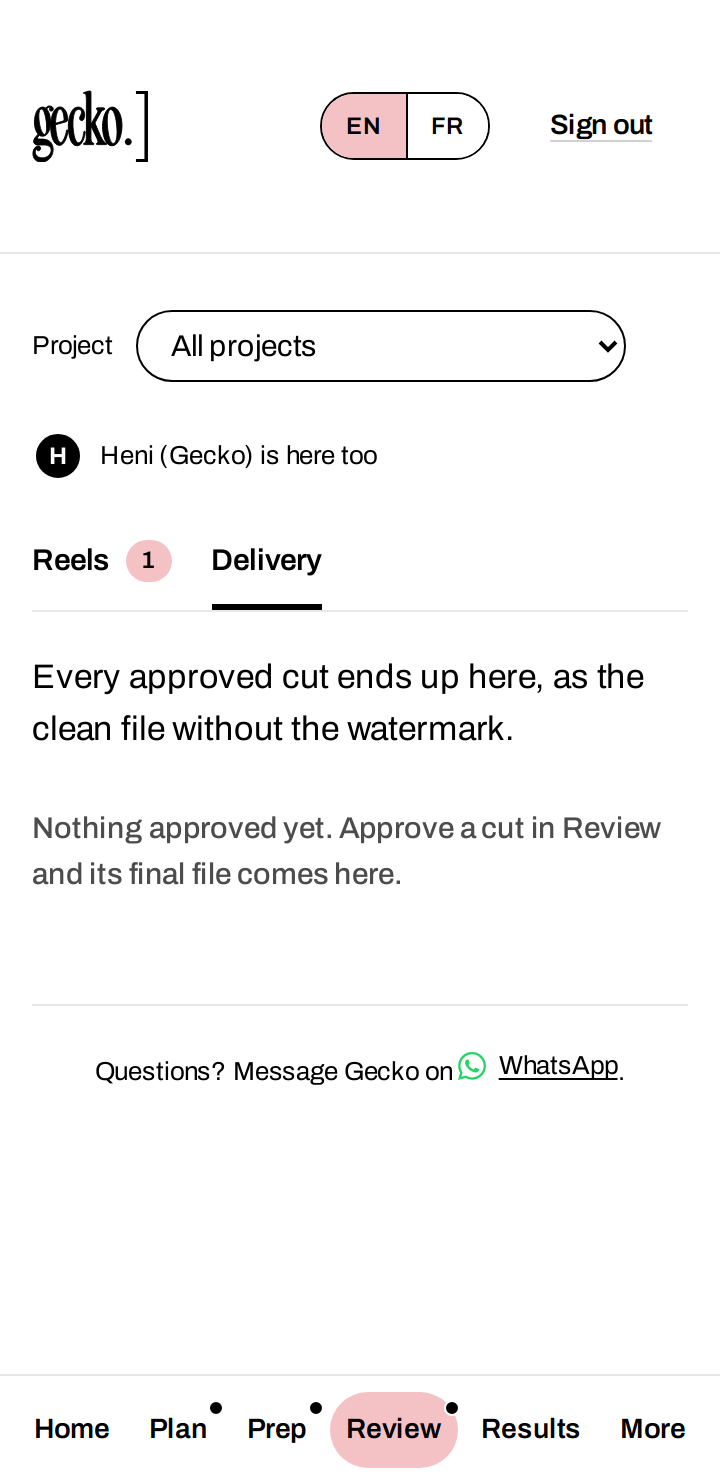 gecko.]
EN FR
Sign out
Project
All projects
H
Heni (Gecko) is here too
Reels 1
Delivery
Every approved cut ends up here, as the
clean file without the watermark.
Nothing approved yet. Approve a cut in Review
and its final file comes here.
Questions? Message Gecko on WhatsApp.
Home Plan Prep Review Results More